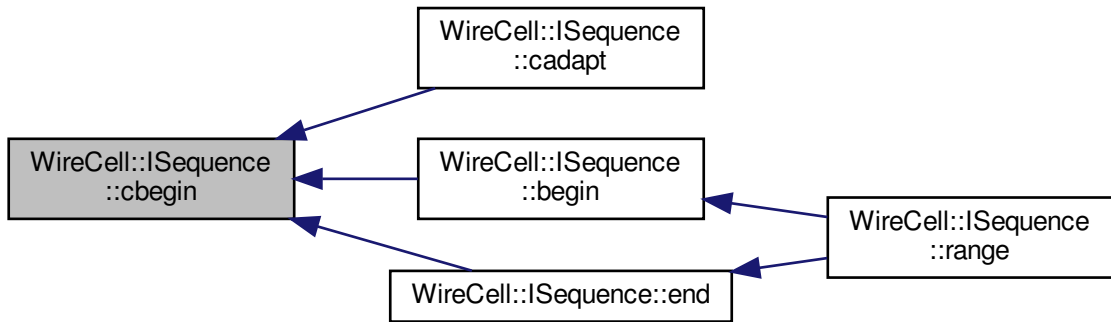 WireCell::ISequence
::cadapt
WireCell::ISequence
::cbegin
WireCell::ISequence
::begin
WireCell::ISequence
::range
WireCell::ISequence::end